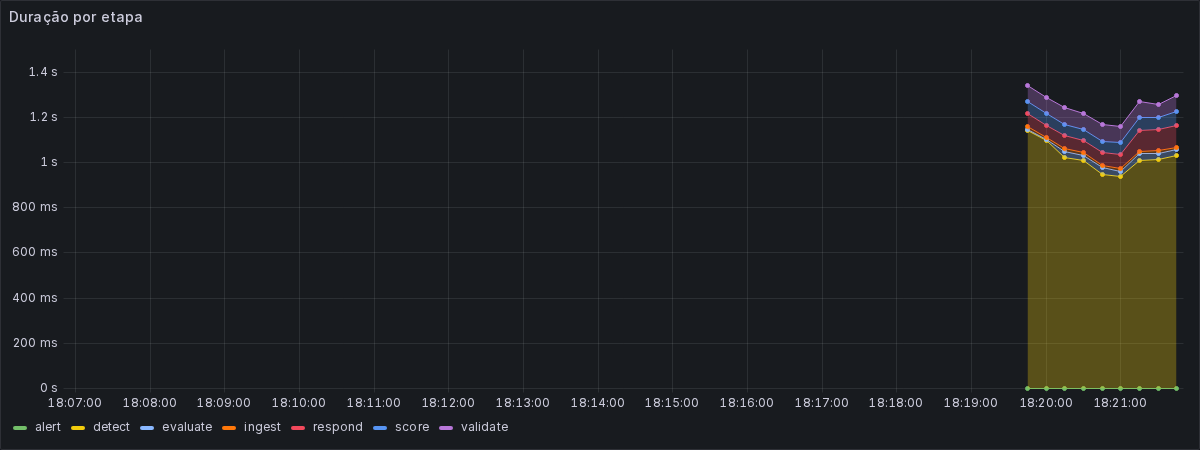 Duração por etapa
1.4 s
1.2 s
1 s
800 ms
600 ms
400 ms
200 ms
0 s
18:07:00 18:08:00 18:09:00 18:10:00 18:11:00 18:12:00 18:13:00 18:14:00 18:15:00 18:16:00 18:17:00 18:18:00 18:19:00 18:20:00 18:21:00
alert detect evaluate ingest respond score validate